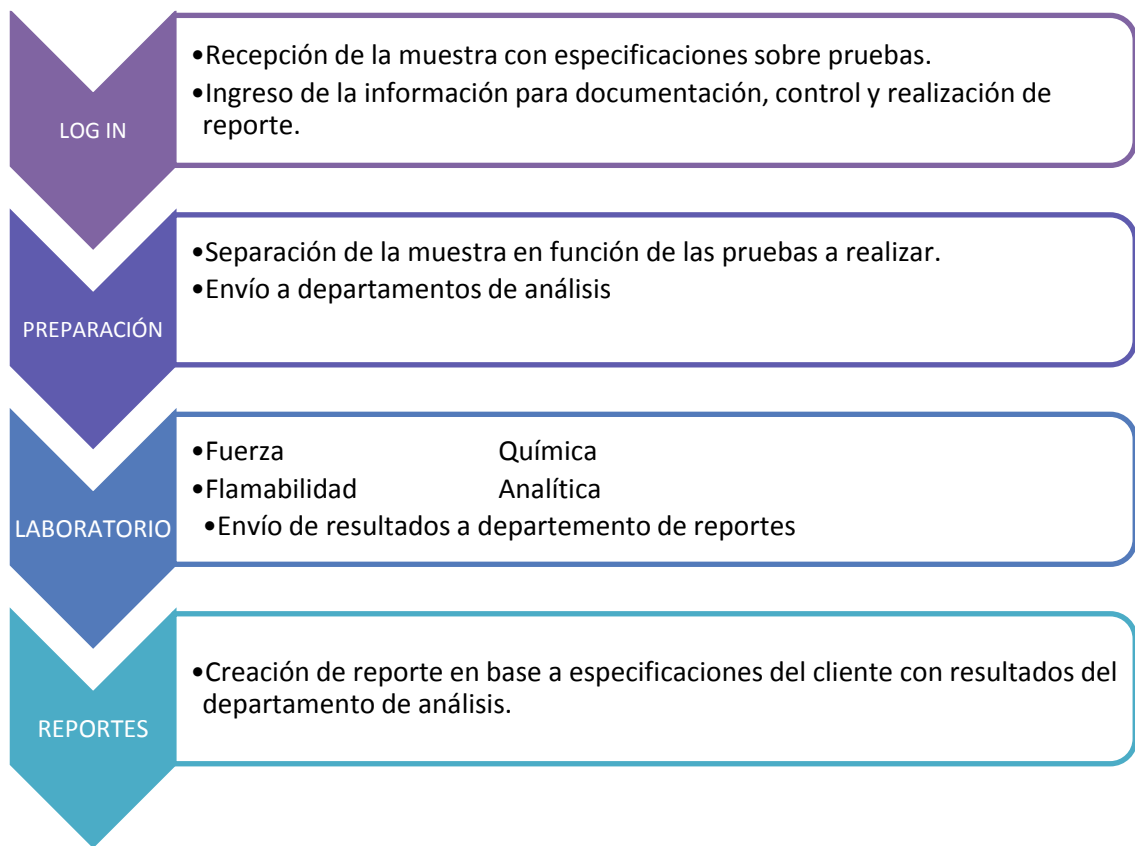 LOG IN
•Recepción de la muestra con especificaciones sobre pruebas.
•Ingreso de la información para documentación, control y realización de
reporte.
PREPARACIÓN
•Separación de la muestra en función de las pruebas a realizar.
•Envío a departamentos de análisis
LABORATORIO
•Fuerza Química
•Flamabilidad Analítica
•Envío de resultados a departemento de reportes
REPORTES
•Creación de reporte en base a especificaciones del cliente con resultados del
departamento de análisis.